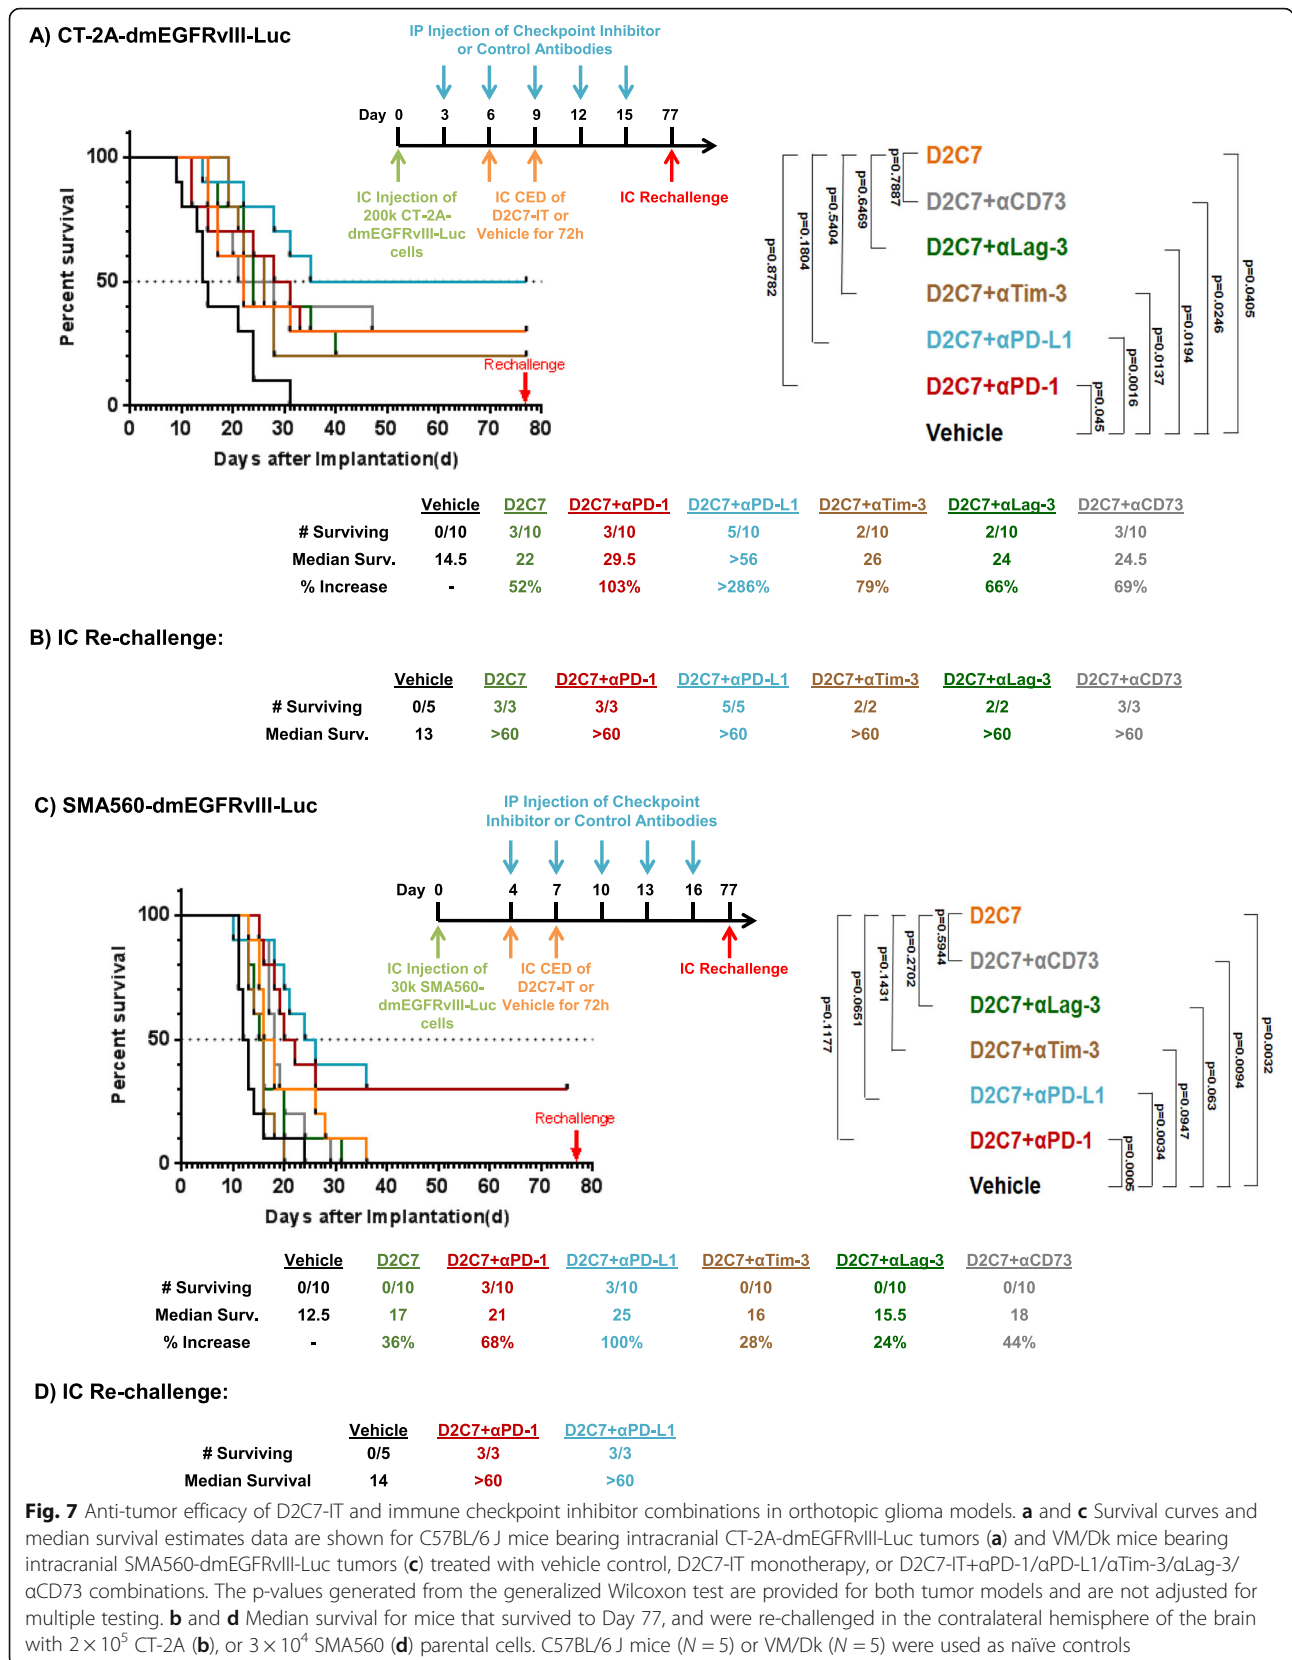 A) CT-2A-dmEGFRvIII-Luc
IP Injection of Checkpoint Inhibitor
or Control Antibodies
Day 0 3 6 9 12 15 77
IC Injection of
200k CT-2A-
dmEGFRvIII-Luc
cells
IC CED of
D2C7-IT or
Vehicle for 72h
IC Rechallenge
Percent survival
100
50
0
0 10 20 30 40 50 60 70 80
Days after Implantation(d)
Rechallenge
D2C7
D2C7+αCD73
D2C7+αLag-3
D2C7+αTim-3
D2C7+αPD-L1
D2C7+αPD-1
Vehicle
p=0.8782
p=0.1804
p=0.5404
p=0.6469
p=0.7887
p=0.045
p=0.0016
p=0.0137
p=0.0194
p=0.0246
p=0.0405
Vehicle D2C7 D2C7+αPD-1 D2C7+αPD-L1 D2C7+αTim-3 D2C7+αLag-3 D2C7+αCD73
# Surviving 0/10 3/10 3/10 5/10 2/10 2/10 3/10
Median Surv. 14.5 22 29.5 >56 26 24 24.5
% Increase - 52% 103% >286% 79% 66% 69%
B) IC Re-challenge:
Vehicle D2C7 D2C7+αPD-1 D2C7+αPD-L1 D2C7+αTim-3 D2C7+αLag-3 D2C7+αCD73
# Surviving 0/5 3/3 3/3 5/5 2/2 2/2 3/3
Median Surv. 13 >60 >60 >60 >60 >60 >60
C) SMA560-dmEGFRvIII-Luc
IP Injection of Checkpoint
Inhibitor or Control Antibodies
Day 0 4 7 10 13 16 77
IC Injection of
30k SMA560-
dmEGFRvIII-Luc
cells
IC CED of
D2C7-IT or
Vehicle for 72h
IC Rechallenge
Percent survival
100
50
0
0 10 20 30 40 50 60 70 80
Days after Implantation(d)
Rechallenge
D2C7
D2C7+αCD73
D2C7+αLag-3
D2C7+αTim-3
D2C7+αPD-L1
D2C7+αPD-1
Vehicle
p=0.1177
p=0.0651
p=0.1431
p=0.2702
p=0.5944
p=0.0005
p=0.0034
p=0.0947
p=0.063
p=0.0094
p=0.0032
Vehicle D2C7 D2C7+αPD-1 D2C7+αPD-L1 D2C7+αTim-3 D2C7+αLag-3 D2C7+αCD73
# Surviving 0/10 0/10 3/10 3/10 0/10 0/10 0/10
Median Surv. 12.5 17 21 25 16 15.5 18
% Increase - 36% 68% 100% 28% 24% 44%
D) IC Re-challenge:
Vehicle D2C7+αPD-1 D2C7+αPD-L1
# Surviving 0/5 3/3 3/3
Median Survival 14 >60 >60
Fig. 7 Anti-tumor efficacy of D2C7-IT and immune checkpoint inhibitor combinations in orthotopic glioma models. a and c Survival curves and
median survival estimates data are shown for C57BL/6 J mice bearing intracranial CT-2A-dmEGFRvIII-Luc tumors (a) and VM/Dk mice bearing
intracranial SMA560-dmEGFRvIII-Luc tumors (c) treated with vehicle control, D2C7-IT monotherapy, or D2C7-IT+αPD-1/αPD-L1/αTim-3/αLag-3/
αCD73 combinations. The p-values generated from the generalized Wilcoxon test are provided for both tumor models and are not adjusted for
multiple testing. b and d Median survival for mice that survived to Day 77, and were re-challenged in the contralateral hemisphere of the brain
with 2 × 10⁵ CT-2A (b), or 3 × 10⁴ SMA560 (d) parental cells. C57BL/6 J mice (N = 5) or VM/Dk (N = 5) were used as naïve controls